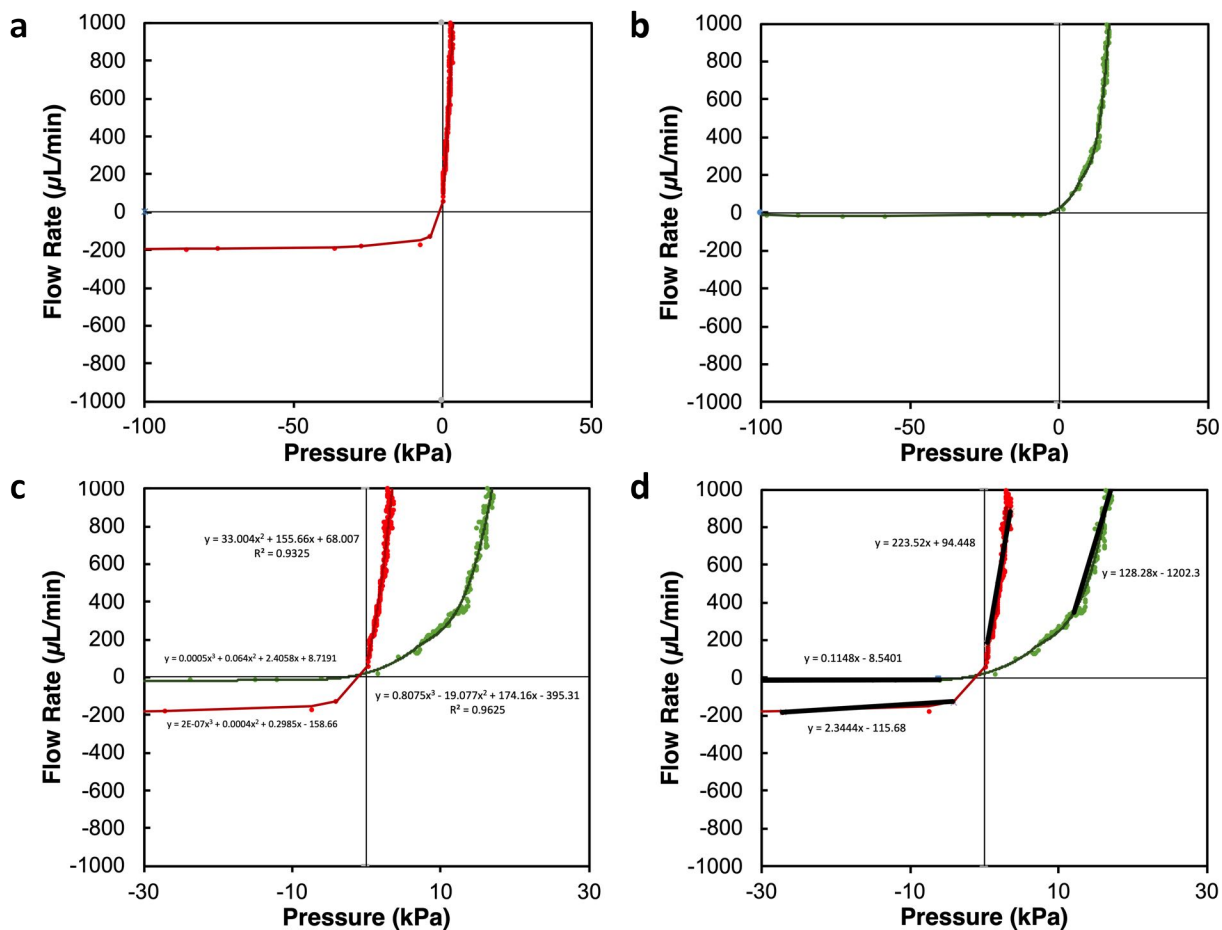 a
1000
800
600
400
200
0
-200
-400
-600
-800
-1000
Flow Rate (µL/min)
-100
-50
0
50
Pressure (kPa)
b
1000
800
600
400
200
0
-200
-400
-600
-800
-1000
Flow Rate (µL/min)
-100
-50
0
50
Pressure (kPa)
c
1000
800
600
400
200
0
-200
-400
-600
-800
-1000
Flow Rate (µL/min)
y = 33.004x² + 155.66x + 68.007
R² = 0.9325
y = 0.0005x³ + 0.064x² + 2.4058x + 8.7191
y = 0.8075x³ - 19.077x² + 174.16x - 395.31
R² = 0.9625
y = 2E-07x³ + 0.0004x² + 0.2985x - 158.66
-30
-10
10
30
Pressure (kPa)
d
1000
800
600
400
200
0
-200
-400
-600
-800
-1000
Flow Rate (µL/min)
y = 223.52x + 94.448
y = 128.28x - 1202.3
y = 0.1148x - 8.5401
y = 2.3444x - 115.68
-30
-10
10
30
Pressure (kPa)